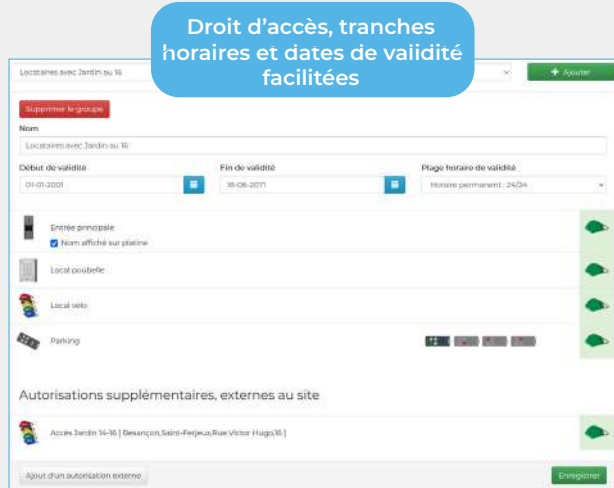 Droit d’accès, tranches
horaires et dates de validité
facilitées
Locataires avec Jardin au 16
Ajouter
Supprimer le groupe
Nom
Locataires avec Jardin au 16
Début de validité Fin de validité Plage horaire de validité
01-01-2001 18-06-2071 Horaire permanent : 24/24
Entrée principale
Nom affiché sur platine
Local poubelle
Local vélo
Parking
Autorisations supplémentaires, externes au site
Accès Jardin 14-16 [ Besançon,Saint-Ferjeux,Rue Victor Hugo,16 ]
Ajout d'un autorisation externe Enregistrer